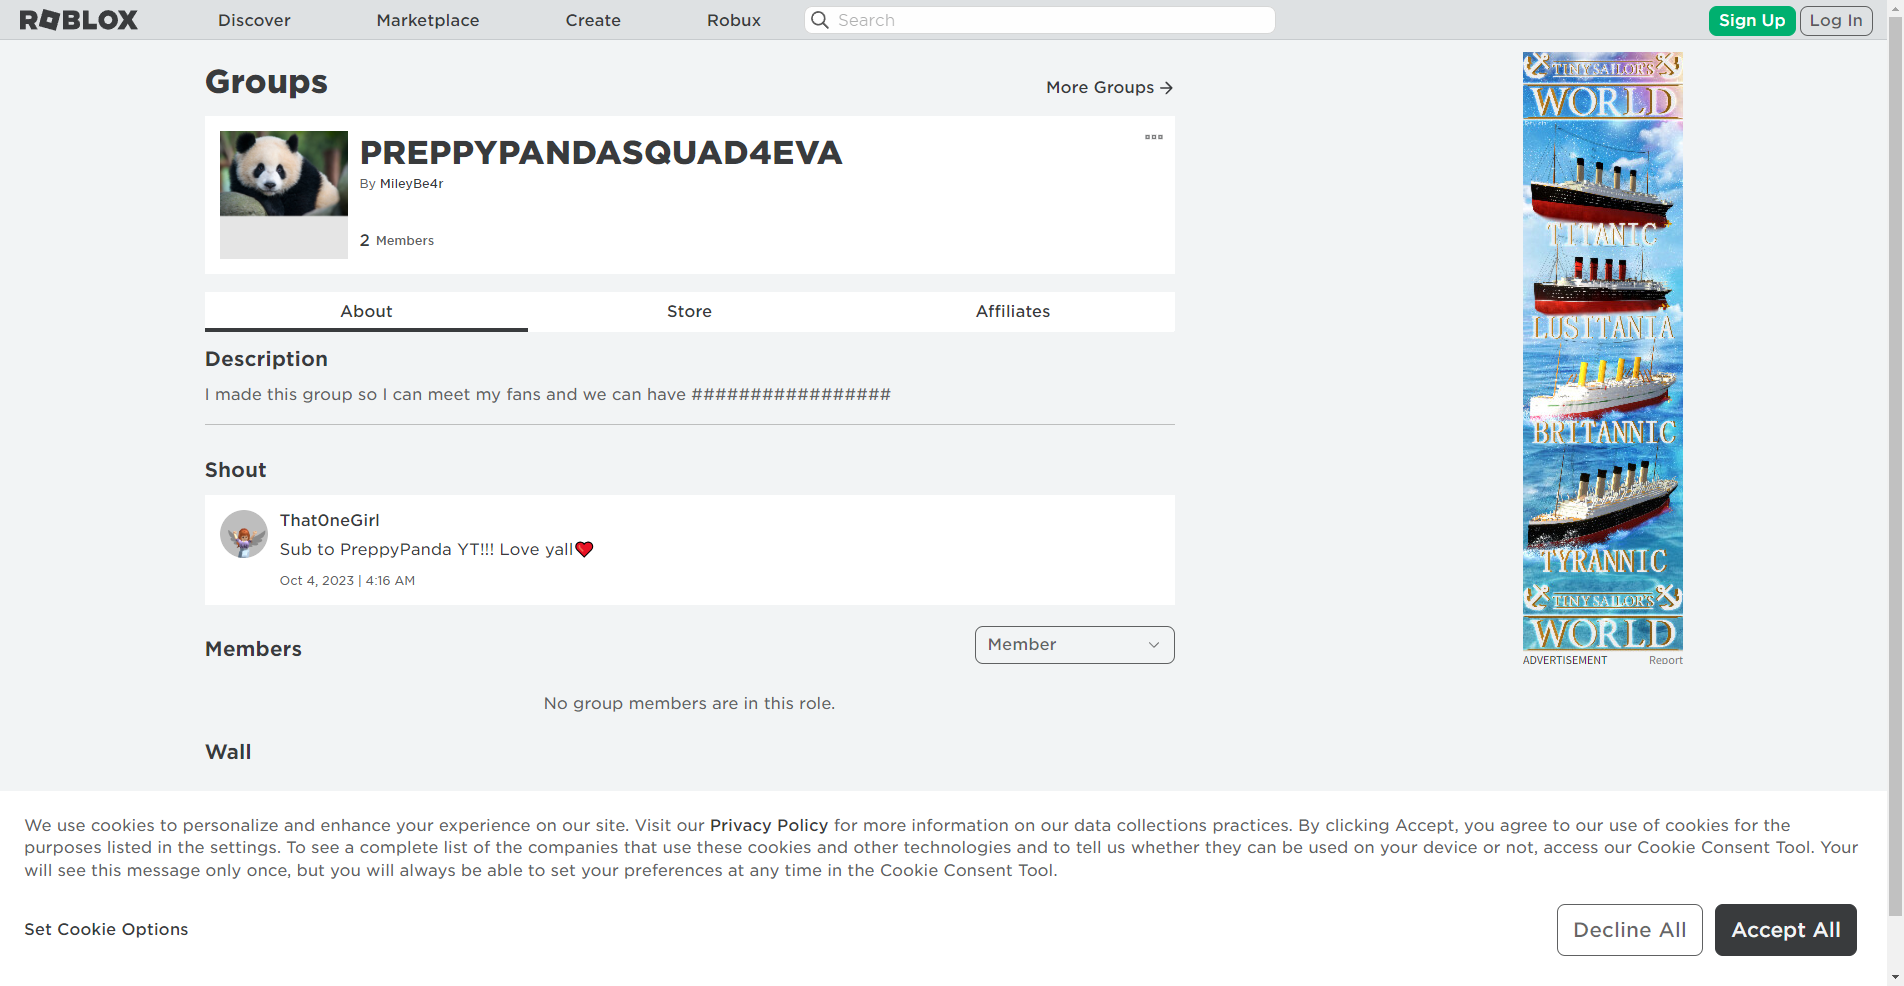 ROBLOX
Discover
Marketplace
Create
Robux
Search
Sign Up
Log In
Groups
More Groups
PREPPYPANDASQUAD4EVA
By MileyBe4r
2 Members
About
Store
Affiliates
Description
I made this group so I can meet my fans and we can have #################
Shout
ThatOneGirl
Sub to PreppyPanda YT!!! Love yall❤
Oct 4, 2023 | 4:16 AM
Members
Member
No group members are in this role.
Wall
TINY SAILOR'S
WORLD
TITANIC
LUSITANIA
BRITANNIC
TYRANNIC
TINY SAILOR'S
WORLD
ADVERTISEMENT
Report
We use cookies to personalize and enhance your experience on our site. Visit our Privacy Policy for more information on our data collections practices. By clicking Accept, you agree to our use of cookies for the
purposes listed in the settings. To see a complete list of the companies that use these cookies and other technologies and to tell us whether they can be used on your device or not, access our Cookie Consent Tool. Your
will see this message only once, but you will always be able to set your preferences at any time in the Cookie Consent Tool.
Set Cookie Options
Decline All
Accept All